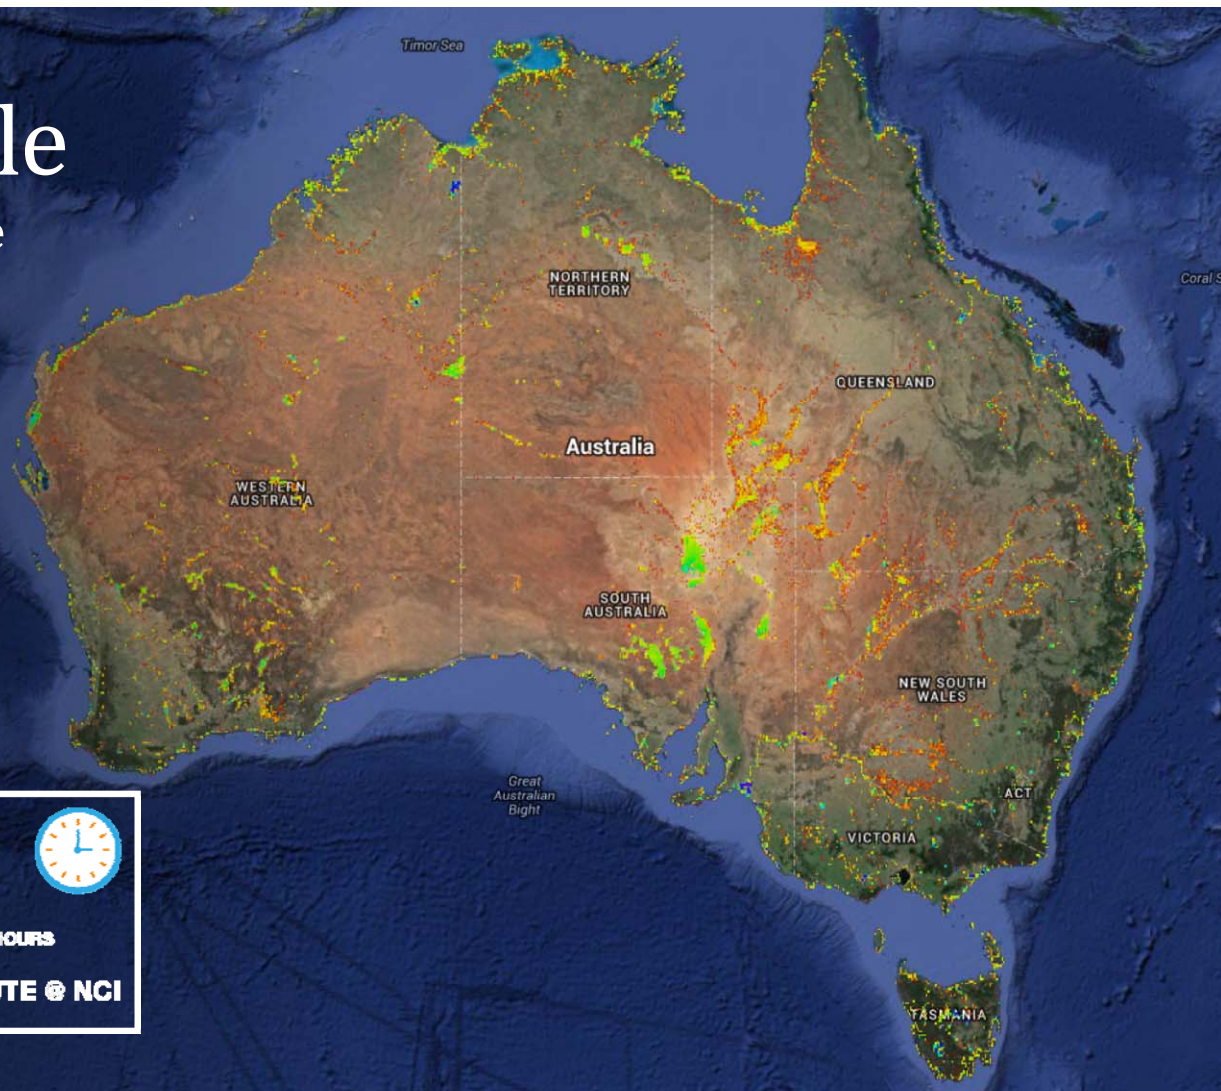 Timor Sea
le
e
Coral S
NORTHERN
TERRITORY
QUEENSLAND
Australia
WESTERN
AUSTRALIA
SOUTH
AUSTRALIA
NEW SOUTH
WALES
Great
Australian
Bight
ACT
VICTORIA
HOURS
UTE @ NCI
TASMANIA